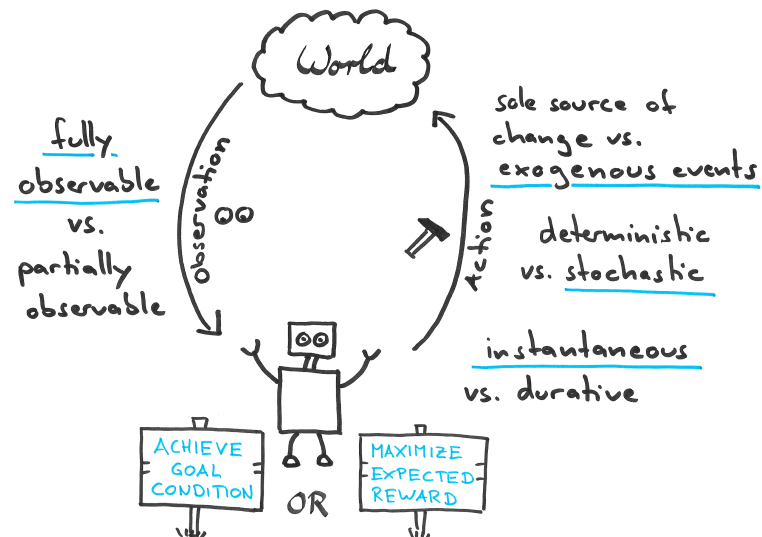 World
fully
observable
vs.
partially
observable
Observation
Action
sole source of
change vs.
exogenous events
deterministic
vs. stochastic
instantaneous
vs. durative
ACHIEVE
GOAL
CONDITION
OR
MAXIMIZE
EXPECTED
REWARD